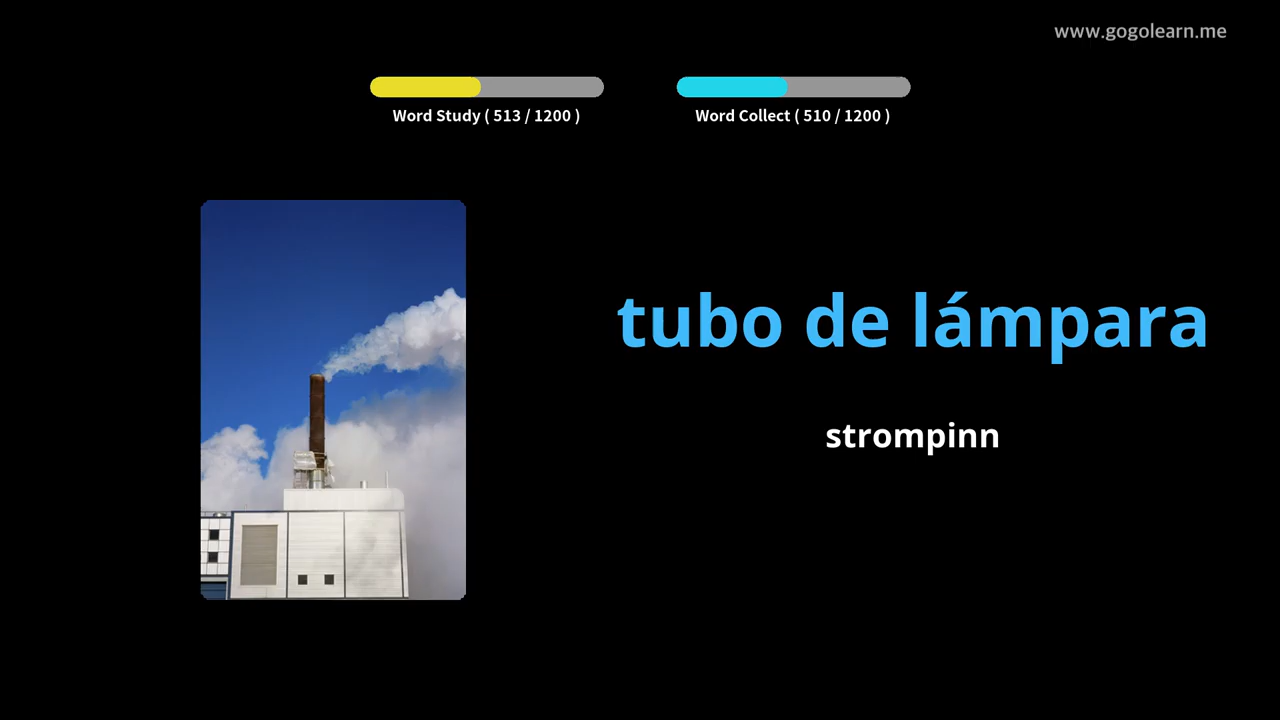 www.gogolearn.me
Word Study ( 513 / 1200 )
Word Collect ( 510 / 1200 )
tubo de lámpara
strompinn